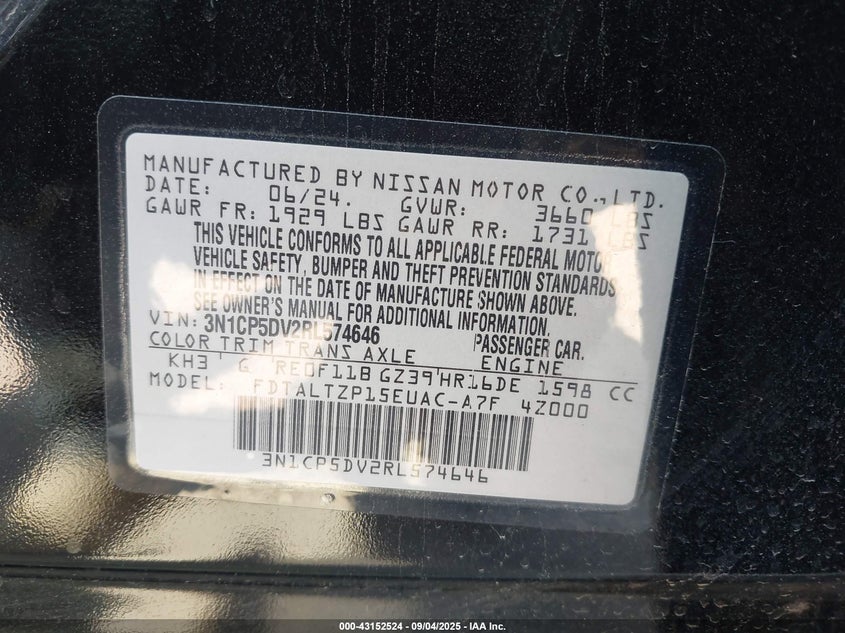 MANUFACTURED BY NISSAN MOTOR CO., LTD.
DATE: 06/24. GVWR: 3660 LBS
GAWR FR: 1929 LBS GAWR RR: 1731 LBS
THIS VEHICLE CONFORMS TO ALL APPLICABLE FEDERAL MOTOR
VEHICLE SAFETY, BUMPER AND THEFT PREVENTION STANDARDS
IN EFFECT ON THE DATE OF MANUFACTURE SHOWN ABOVE.
SEE OWNER'S MANUAL FOR ADDITIONAL INFORMATION.
VIN: 3N1CP5DV2RL574646 PASSENGER CAR.
COLOR TRIM TRANS AXLE ENGINE
KH3 G RE0F11B GZ39 HR16DE 1598 CC
MODEL: FDTALTZP15EUAC-A7F 4Z000
3N1CP5DV2RL574646
000-43152524 - 09/04/2025 - IAA Inc.